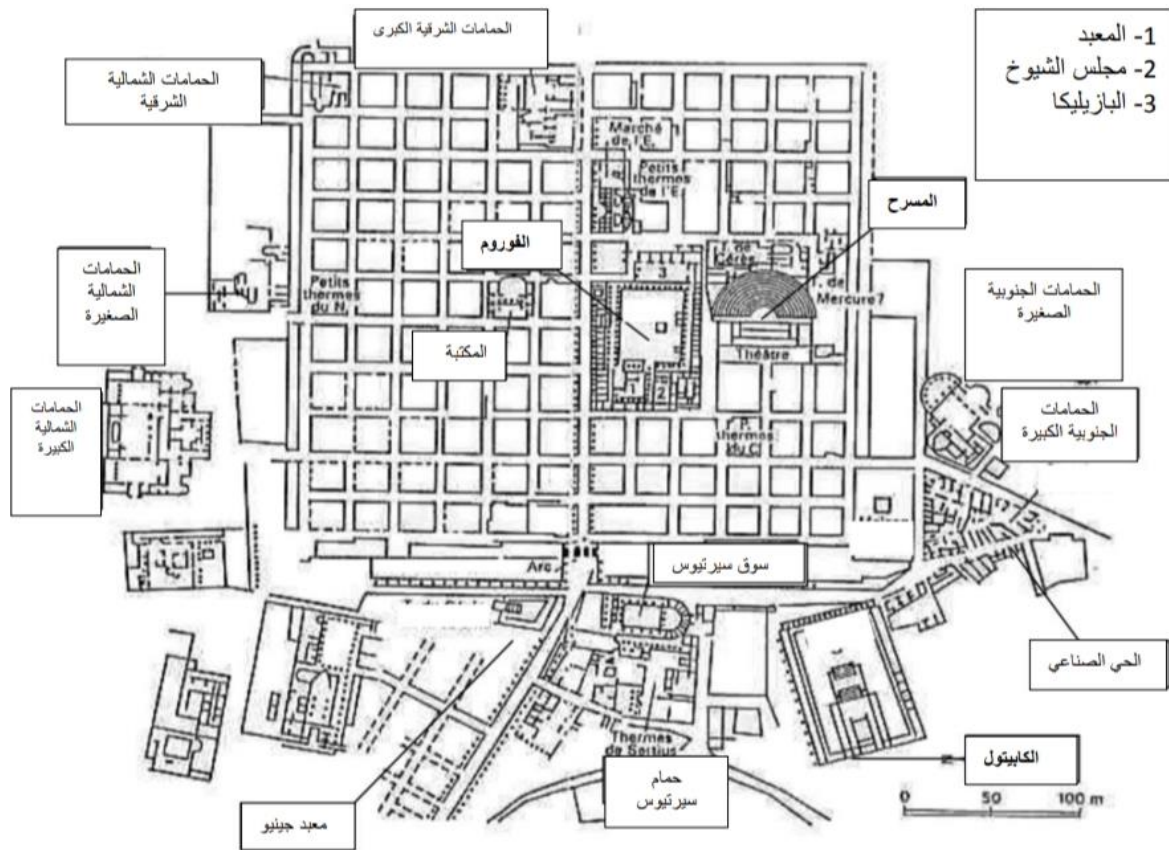 الحمامات الشرقية الكبرى
1- المعبد
2- مجلس الشيوخ
3- البازيليكا
الحمامات الشمالية
الشرقية
Marché
de l'E.
Petits
thermes
de l'E.
المسرح
الفوروم
T. de
Cérès
3
الحمامات
الشمالية
الصغيرة
Petits
thermes
du N.
T. de
Mercure?
الحمامات الجنوبية
الصغيرة
المكتبة
Théâtre
1
2
الحمامات
الشمالية
الكبيرة
الحمامات
الجنوبية الكبيرة
P.
thermes
du C.
Arc
سوق سيرتيوس
الحي الصناعي
Thermes
de Sertius
الكابيتول
حمام
سيرتيوس
معبد جينيو
0 50 100 m